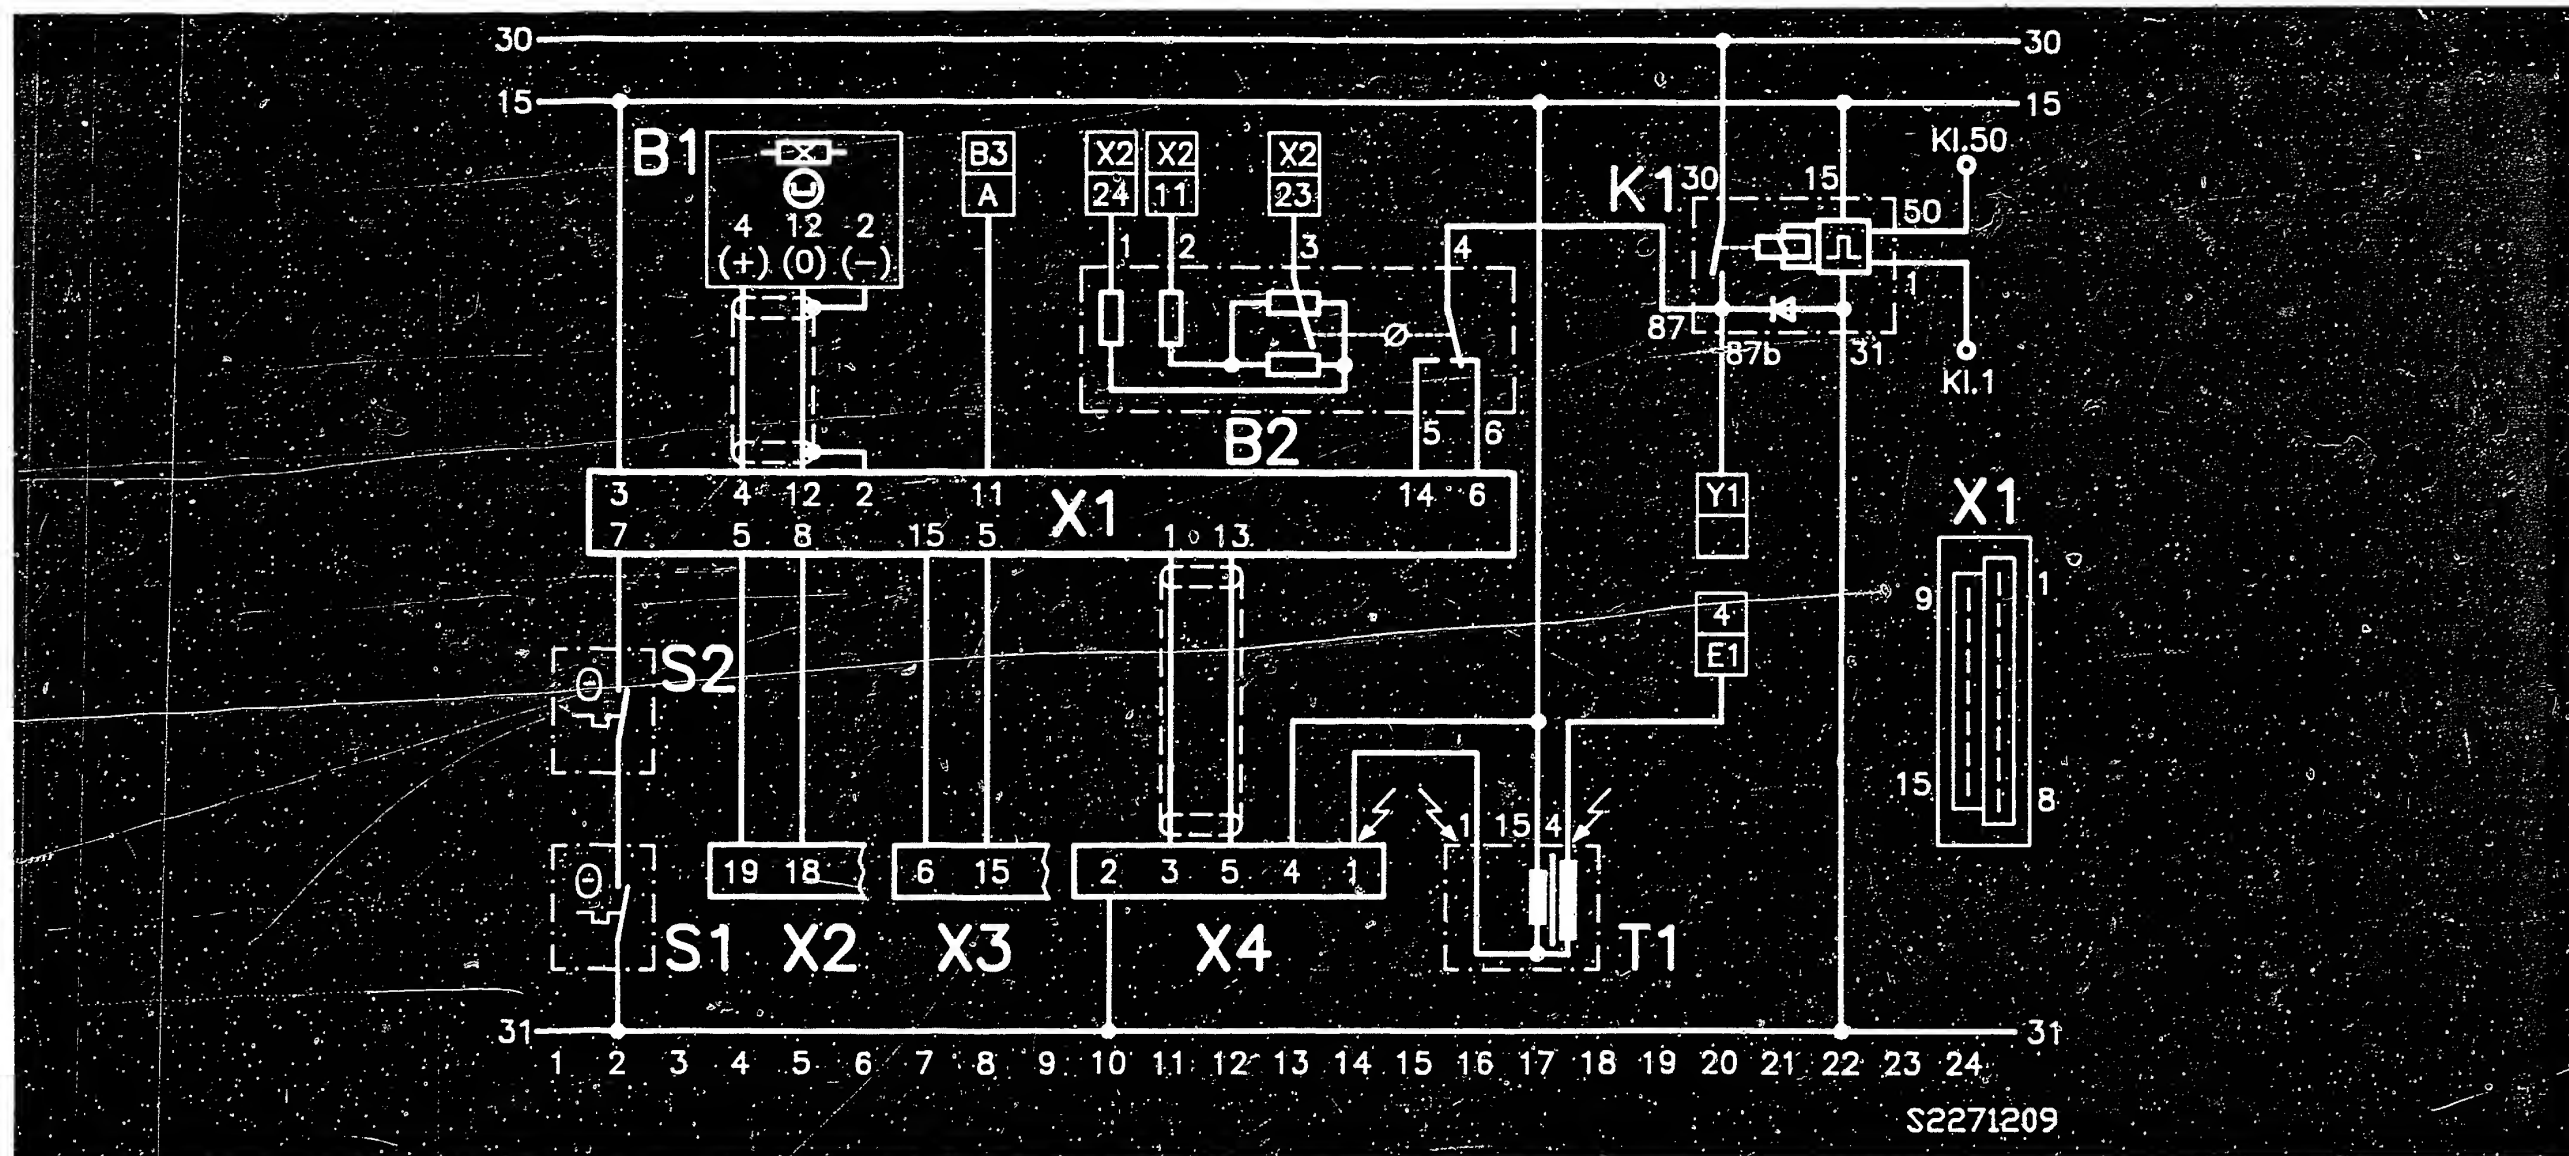 30 30
15 15
B1
4 12 2
(+) (0) (-)
B3
A
X2
24
X2
11
X2
23
1 2 3 4
B2
5 6
K1
30 15
Kl.50
50
1
87
87b
31
Kl.1
3 4 12 2 11 14 6
X1
7 5 8 15 5 1 13
Y1
4
E1
X1
9 1
15 8
S2
S1
19 18
X2
6 15
X3
2 3 5 4 1
X4
1 15 4
T1
31 31
1 2 3 4 5 6 7 8 9 10 11 12 13 14 15 16 17 18 19 20 21 22 23 24
S2271209